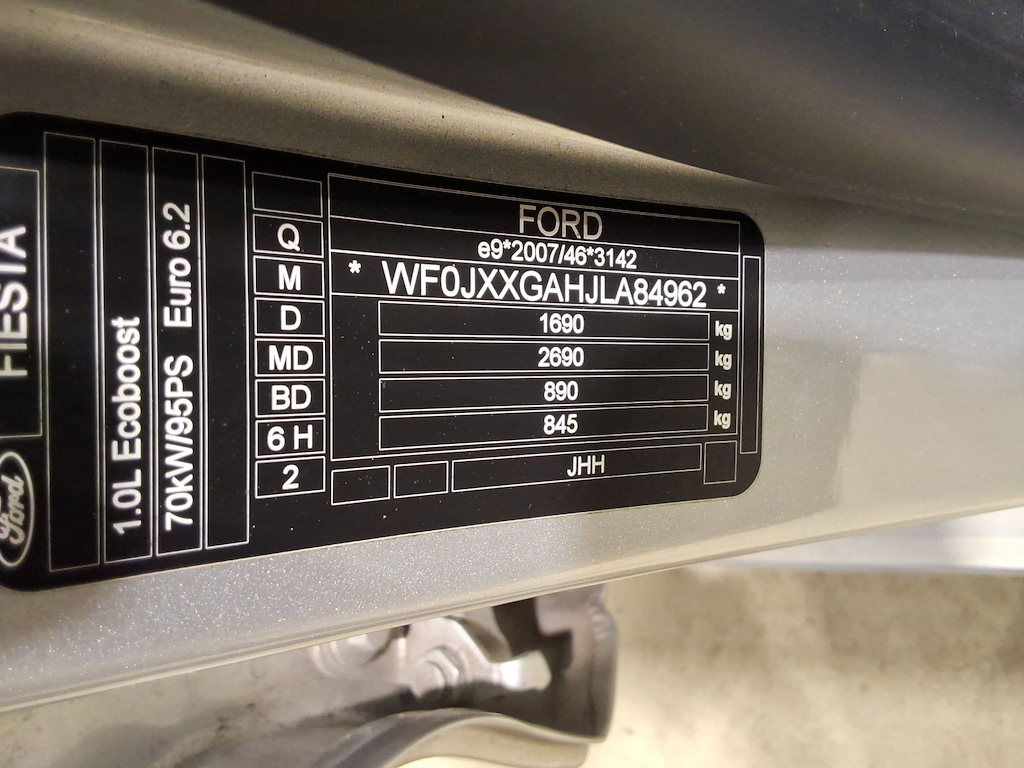 FORD
e9*2007/46*3142
* WF0JXXGAHJLA84962 *
1690 kg
2690 kg
890 kg
845 kg
JHH
Q
M
D
MD
BD
6 H
2
70kW/95PS Euro 6.2
1.0L Ecoboost
FIESTA
Ford